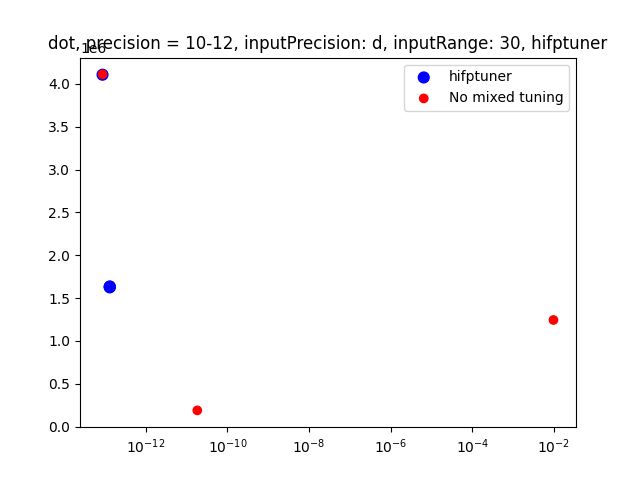 dot, precision = 10-12, inputPrecision: d, inputRange: 30, hifptuner
1e6
hifptuner
No mixed tuning
4.0
3.5
3.0
2.5
2.0
1.5
1.0
0.5
0.0
10⁻¹² 10⁻¹⁰ 10⁻⁸ 10⁻⁶ 10⁻⁴ 10⁻²